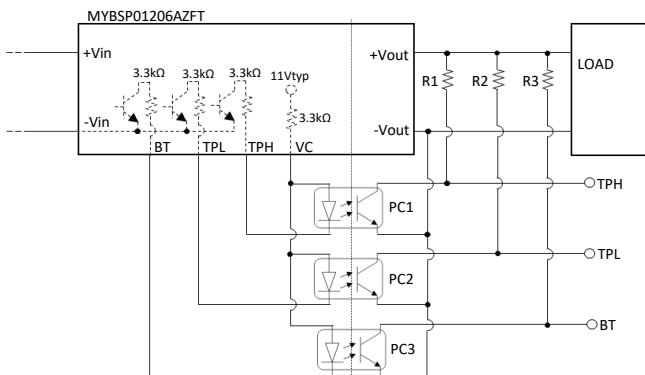 MYBSP01206AZFT
+Vin
3.3kΩ
3.3kΩ
3.3kΩ
11Vtyp
3.3kΩ
+Vout
R1
R2
R3
LOAD
-Vin
-Vout
BT
TPL
TPH
VC
TPH
PC1
TPL
PC2
BT
PC3